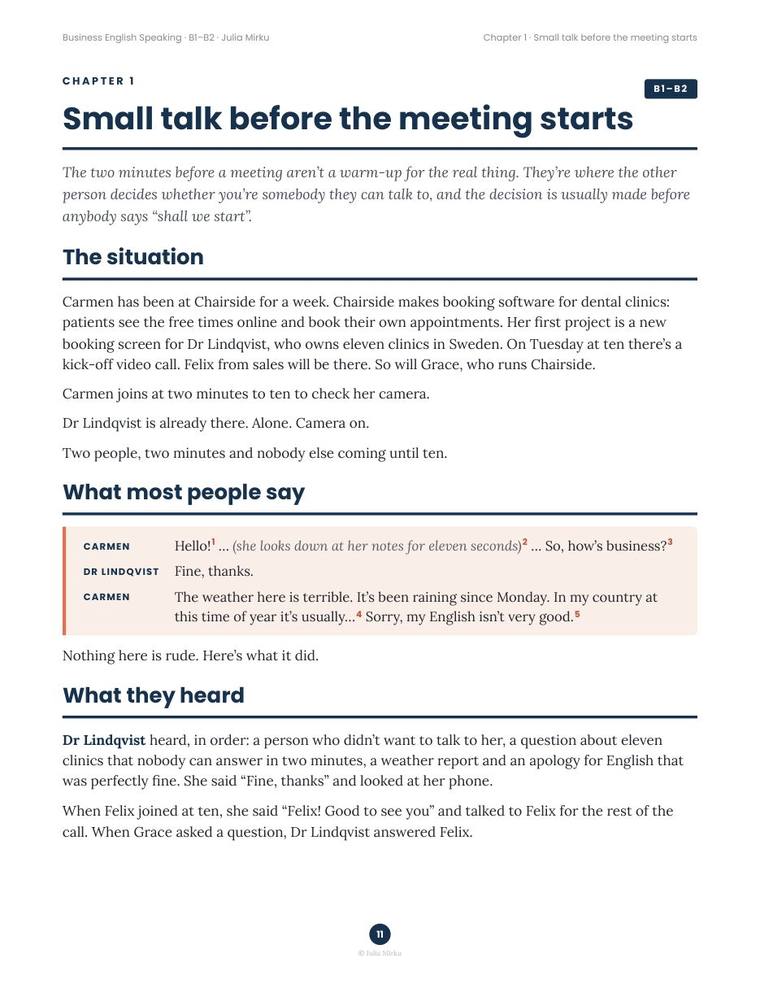 Business English Speaking · B1–B2 · Julia Mirku
Chapter 1 · Small talk before the meeting starts
CHAPTER 1
B1–B2
Small talk before the meeting starts
The two minutes before a meeting aren’t a warm-up for the real thing. They’re where the other
person decides whether you’re somebody they can talk to, and the decision is usually made before
anybody says “shall we start”.
The situation
Carmen has been at Chairside for a week. Chairside makes booking software for dental clinics:
patients see the free times online and book their own appointments. Her first project is a new
booking screen for Dr Lindqvist, who owns eleven clinics in Sweden. On Tuesday at ten there’s a
kick-off video call. Felix from sales will be there. So will Grace, who runs Chairside.
Carmen joins at two minutes to ten to check her camera.
Dr Lindqvist is already there. Alone. Camera on.
Two people, two minutes and nobody else coming until ten.
What most people say
CARMEN Hello!1 … (she looks down at her notes for eleven seconds)2 … So, how’s business?3
DR LINDQVIST Fine, thanks.
CARMEN The weather here is terrible. It’s been raining since Monday. In my country at
this time of year it’s usually…4 Sorry, my English isn’t very good.5
Nothing here is rude. Here’s what it did.
What they heard
Dr Lindqvist heard, in order: a person who didn’t want to talk to her, a question about eleven
clinics that nobody can answer in two minutes, a weather report and an apology for English that
was perfectly fine. She said “Fine, thanks” and looked at her phone.
When Felix joined at ten, she said “Felix! Good to see you” and talked to Felix for the rest of the
call. When Grace asked a question, Dr Lindqvist answered Felix.
11
© Julia Mirku